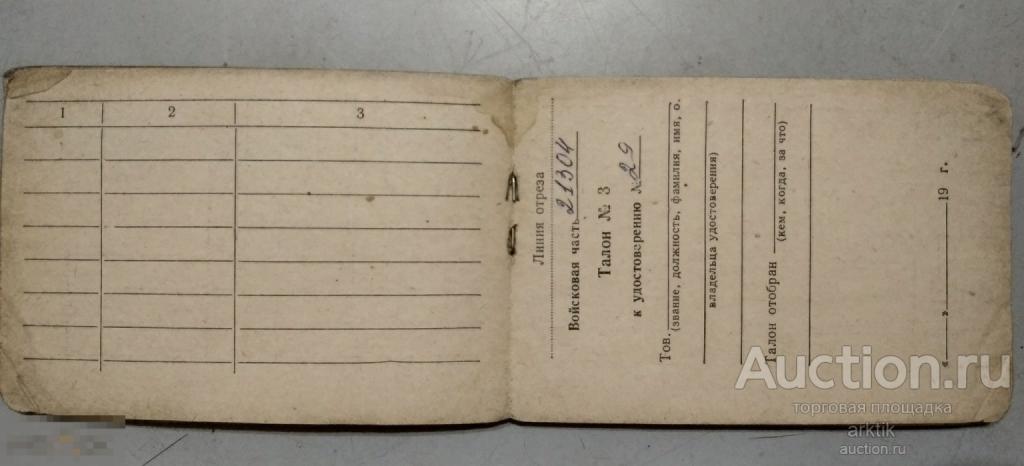 1 2 3
Линия отреза
Войсковая часть 21304
Талон № 3
к удостоверению № 29
Тов.
(звание, должность, фамилия, имя, о.
владельца удостоверения)
Талон отобран
(кем, когда, за что)
« » 19 г.
Auction.ru
торговая площадка
arktik
auction.ru